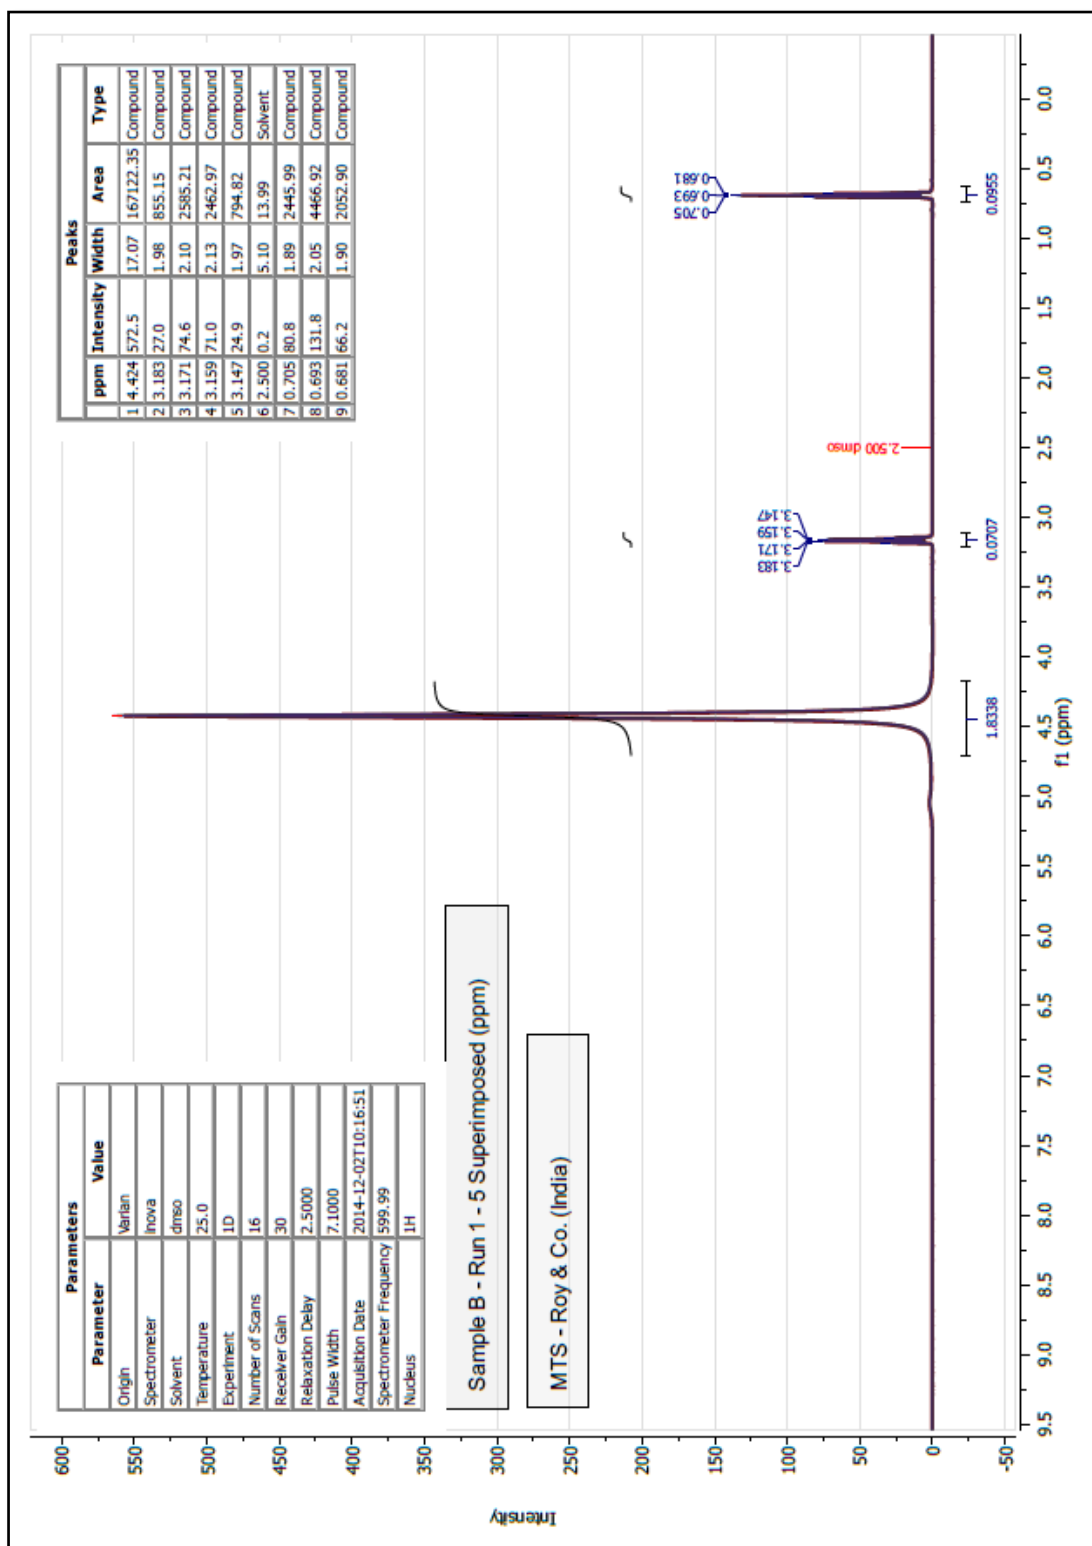 Parameters
Parameter Value
Origin Varian
Spectrometer inova
Solvent dmso
Temperature 25.0
Experiment 1D
Number of Scans 16
Receiver Gain 30
Relaxation Delay 2.5000
Pulse Width 7.1000
Acquisition Date 2014-12-02T10:16:51
Spectrometer Frequency 599.99
Nucleus 1H
Peaks
ppm Intensity Width Area Type
1 4.424 572.5 17.07 167122.35 Compound
2 3.183 27.0 1.98 855.15 Compound
3 3.171 74.6 2.10 2585.21 Compound
4 3.159 71.0 2.13 2462.97 Compound
5 3.147 24.9 1.97 794.82 Compound
6 2.500 0.2 5.10 13.99 Solvent
7 0.705 80.8 1.89 2445.99 Compound
8 0.693 131.8 2.05 4466.92 Compound
9 0.681 66.2 1.90 2052.90 Compound
Sample B - Run 1 - 5 Superimposed (ppm)
MTS - Roy & Co. (India)
3.183
3.171
3.159
3.147
2.500 dmso
0.705
0.693
0.681
1.8338
0.0707
0.0955
600
550
500
450
400
350
300
250
200
150
100
50
0
-50
Intensity
9.5 9.0 8.5 8.0 7.5 7.0 6.5 6.0 5.5 5.0 4.5 4.0 3.5 3.0 2.5 2.0 1.5 1.0 0.5 0.0
f1 (ppm)